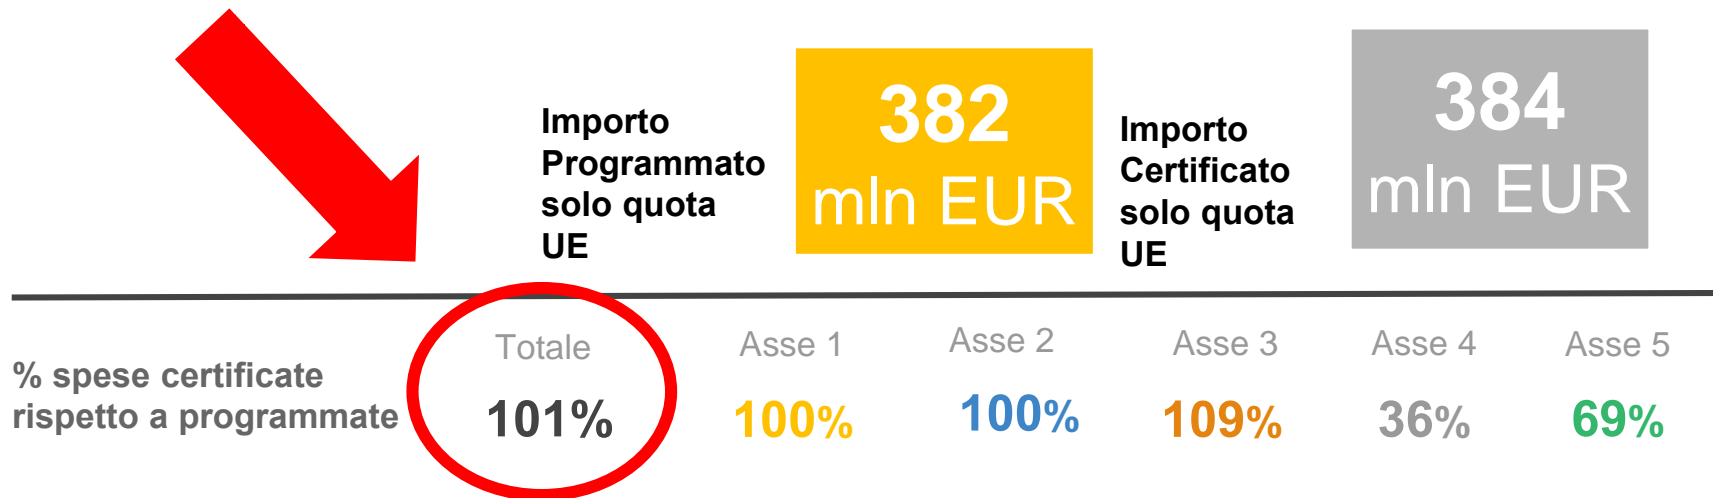 Importo
Programmato
solo quota
UE
382
mln EUR
Importo
Certificato
solo quota
UE
384
mln EUR
% spese certificate
rispetto a programmate
Totale
101%
Asse 1
100%
Asse 2
100%
Asse 3
109%
Asse 4
36%
Asse 5
69%